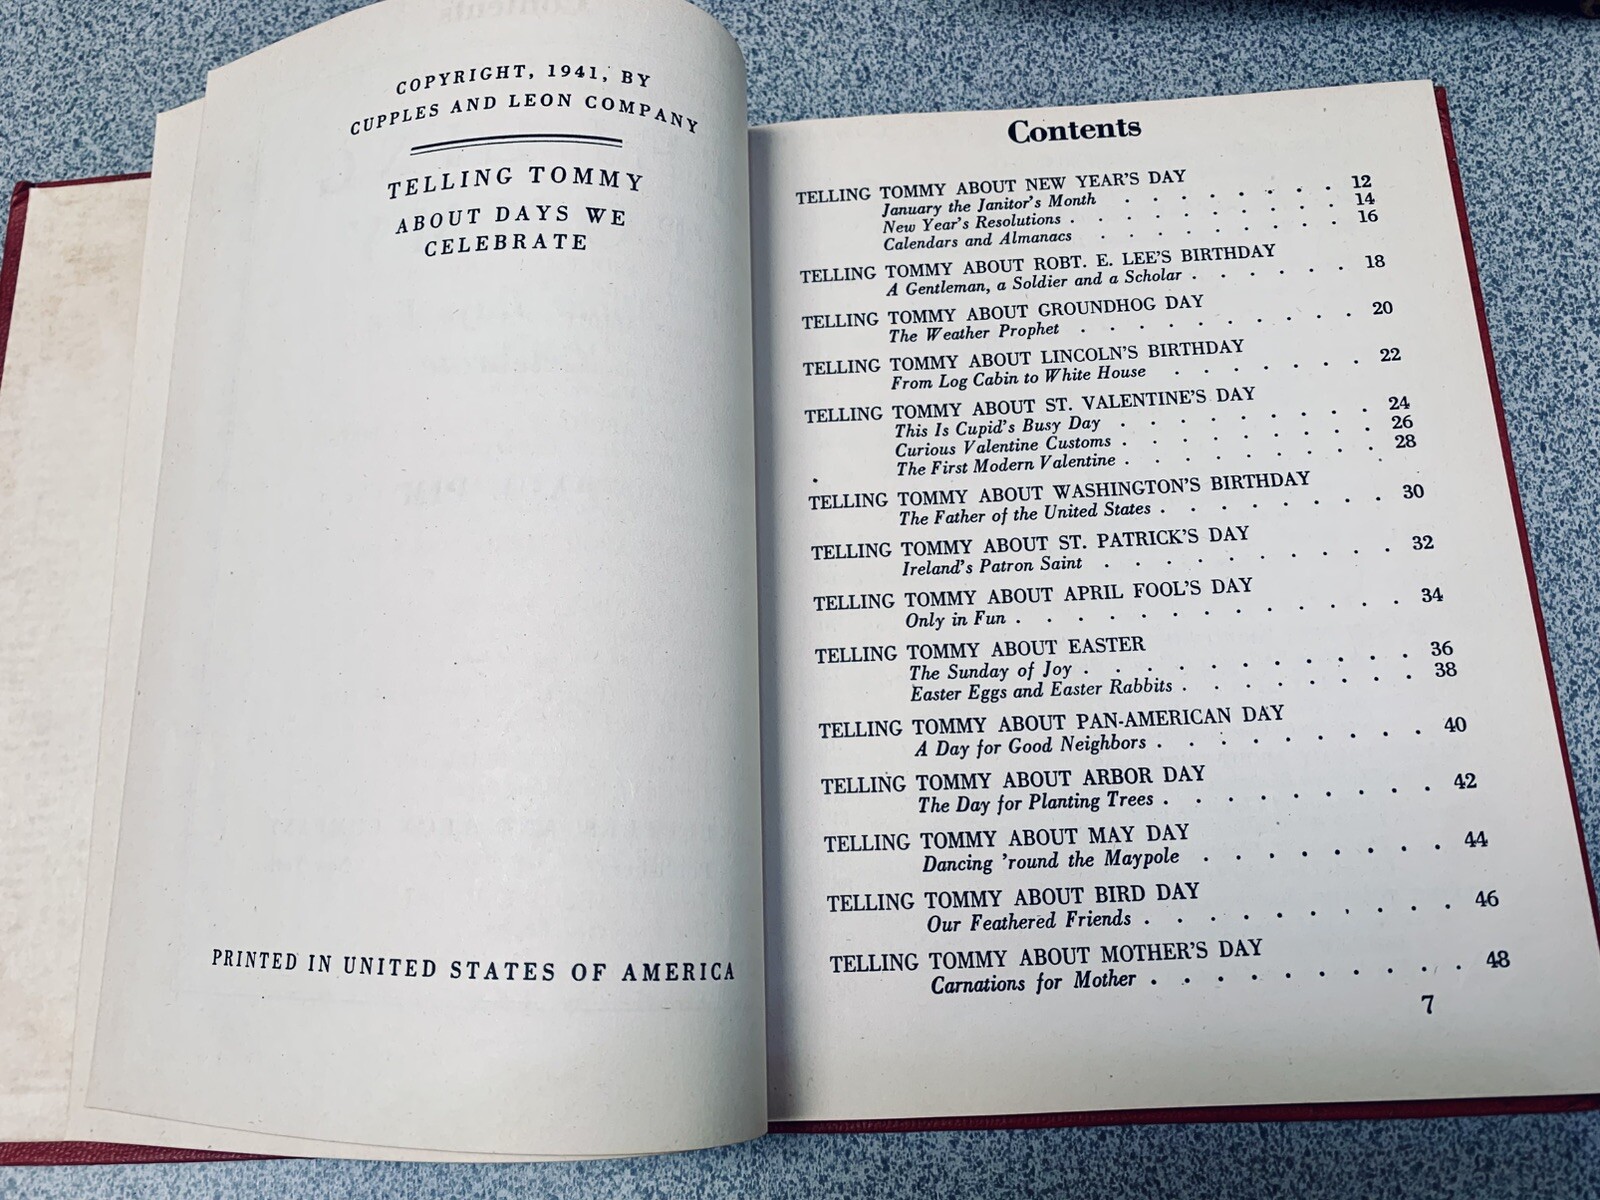 COPYRIGHT, 1941, BY
CUPPLES AND LEON COMPANY
TELLING TOMMY
ABOUT DAYS WE
CELEBRATE
PRINTED IN UNITED STATES OF AMERICA
Contents
TELLING TOMMY ABOUT NEW YEAR'S DAY
January the Janitor's Month . . . . . . . 12
New Year's Resolutions . . . . . . . . . 14
Calendars and Almanacs . . . . . . . . . 16
TELLING TOMMY ABOUT ROBT. E. LEE'S BIRTHDAY
A Gentleman, a Soldier and a Scholar . . . . . . 18
TELLING TOMMY ABOUT GROUNDHOG DAY
The Weather Prophet . . . . . . . . . . 20
TELLING TOMMY ABOUT LINCOLN'S BIRTHDAY
From Log Cabin to White House . . . . . . . 22
TELLING TOMMY ABOUT ST. VALENTINE'S DAY
This Is Cupid's Busy Day . . . . . . . . . 24
Curious Valentine Customs . . . . . . . . . 26
The First Modern Valentine . . . . . . . . . 28
TELLING TOMMY ABOUT WASHINGTON'S BIRTHDAY
The Father of the United States . . . . . . . . 30
TELLING TOMMY ABOUT ST. PATRICK'S DAY
Ireland's Patron Saint . . . . . . . . . . 32
TELLING TOMMY ABOUT APRIL FOOL'S DAY
Only in Fun . . . . . . . . . . . . . 34
TELLING TOMMY ABOUT EASTER
The Sunday of Joy . . . . . . . . . . . 36
Easter Eggs and Easter Rabbits . . . . . . . . 38
TELLING TOMMY ABOUT PAN-AMERICAN DAY
A Day for Good Neighbors . . . . . . . . . 40
TELLING TOMMY ABOUT ARBOR DAY
The Day for Planting Trees . . . . . . . . . 42
TELLING TOMMY ABOUT MAY DAY
Dancing 'round the Maypole . . . . . . . . 44
TELLING TOMMY ABOUT BIRD DAY
Our Feathered Friends . . . . . . . . . . 46
TELLING TOMMY ABOUT MOTHER'S DAY
Carnations for Mother . . . . . . . . . . 48
7